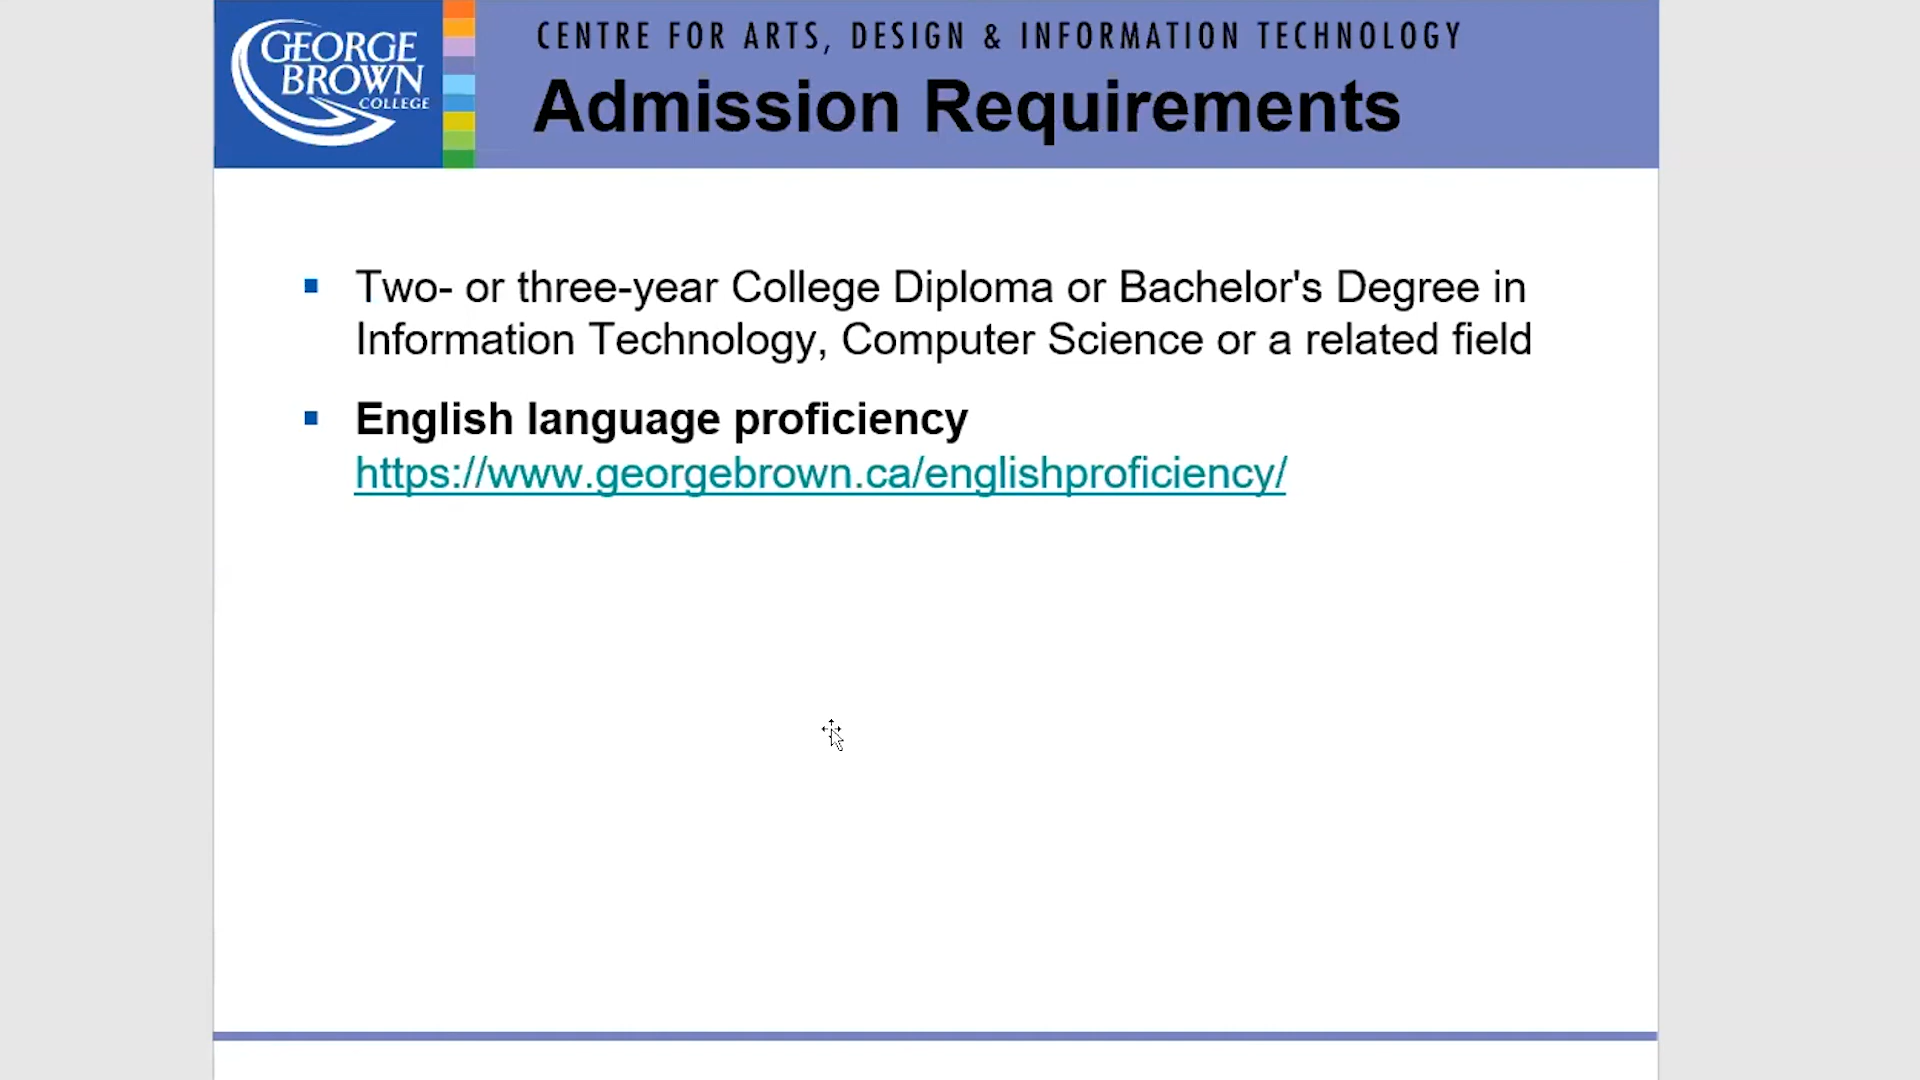 GEORGE
BROWN
COLLEGE
CENTRE FOR ARTS, DESIGN & INFORMATION TECHNOLOGY
Admission Requirements
Two- or three-year College Diploma or Bachelor's Degree in
Information Technology, Computer Science or a related field
English language proficiency
https://www.georgebrown.ca/englishproficiency/